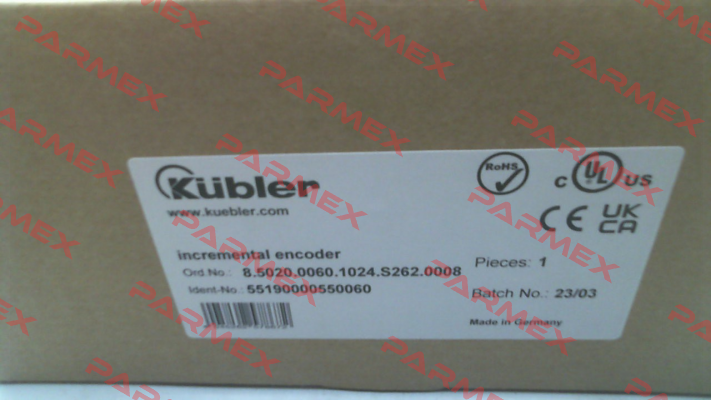 Kübler
www.kuebler.com
RoHS
c UL US
CE UK CA
incremental encoder
Ord.No.: 8.5020.0060.1024.S262.0008
Ident-No.: 55190000550060
Pieces: 1
Batch No.: 23/03
Made in Germany
PARMEX